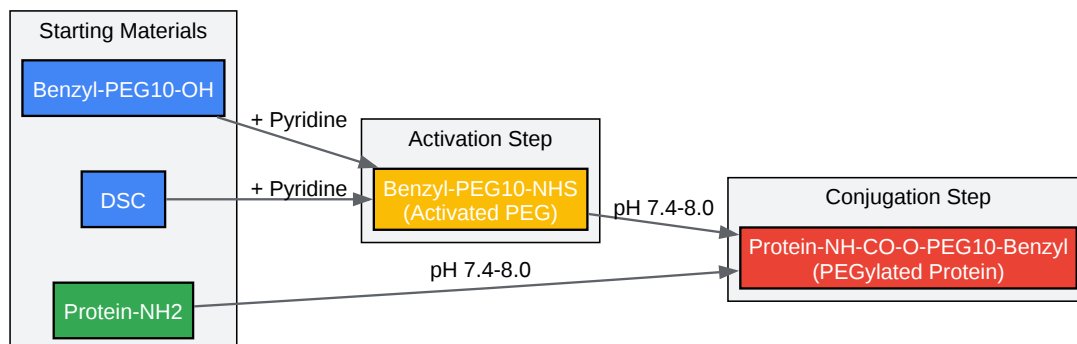 Starting Materials
Benzyl-PEG10-OH
DSC
Protein-NH2
+ Pyridine
+ Pyridine
Activation Step
Benzyl-PEG10-NHS
(Activated PEG)
pH 7.4-8.0
pH 7.4-8.0
Conjugation Step
Protein-NH-CO-O-PEG10-Benzyl
(PEGylated Protein)